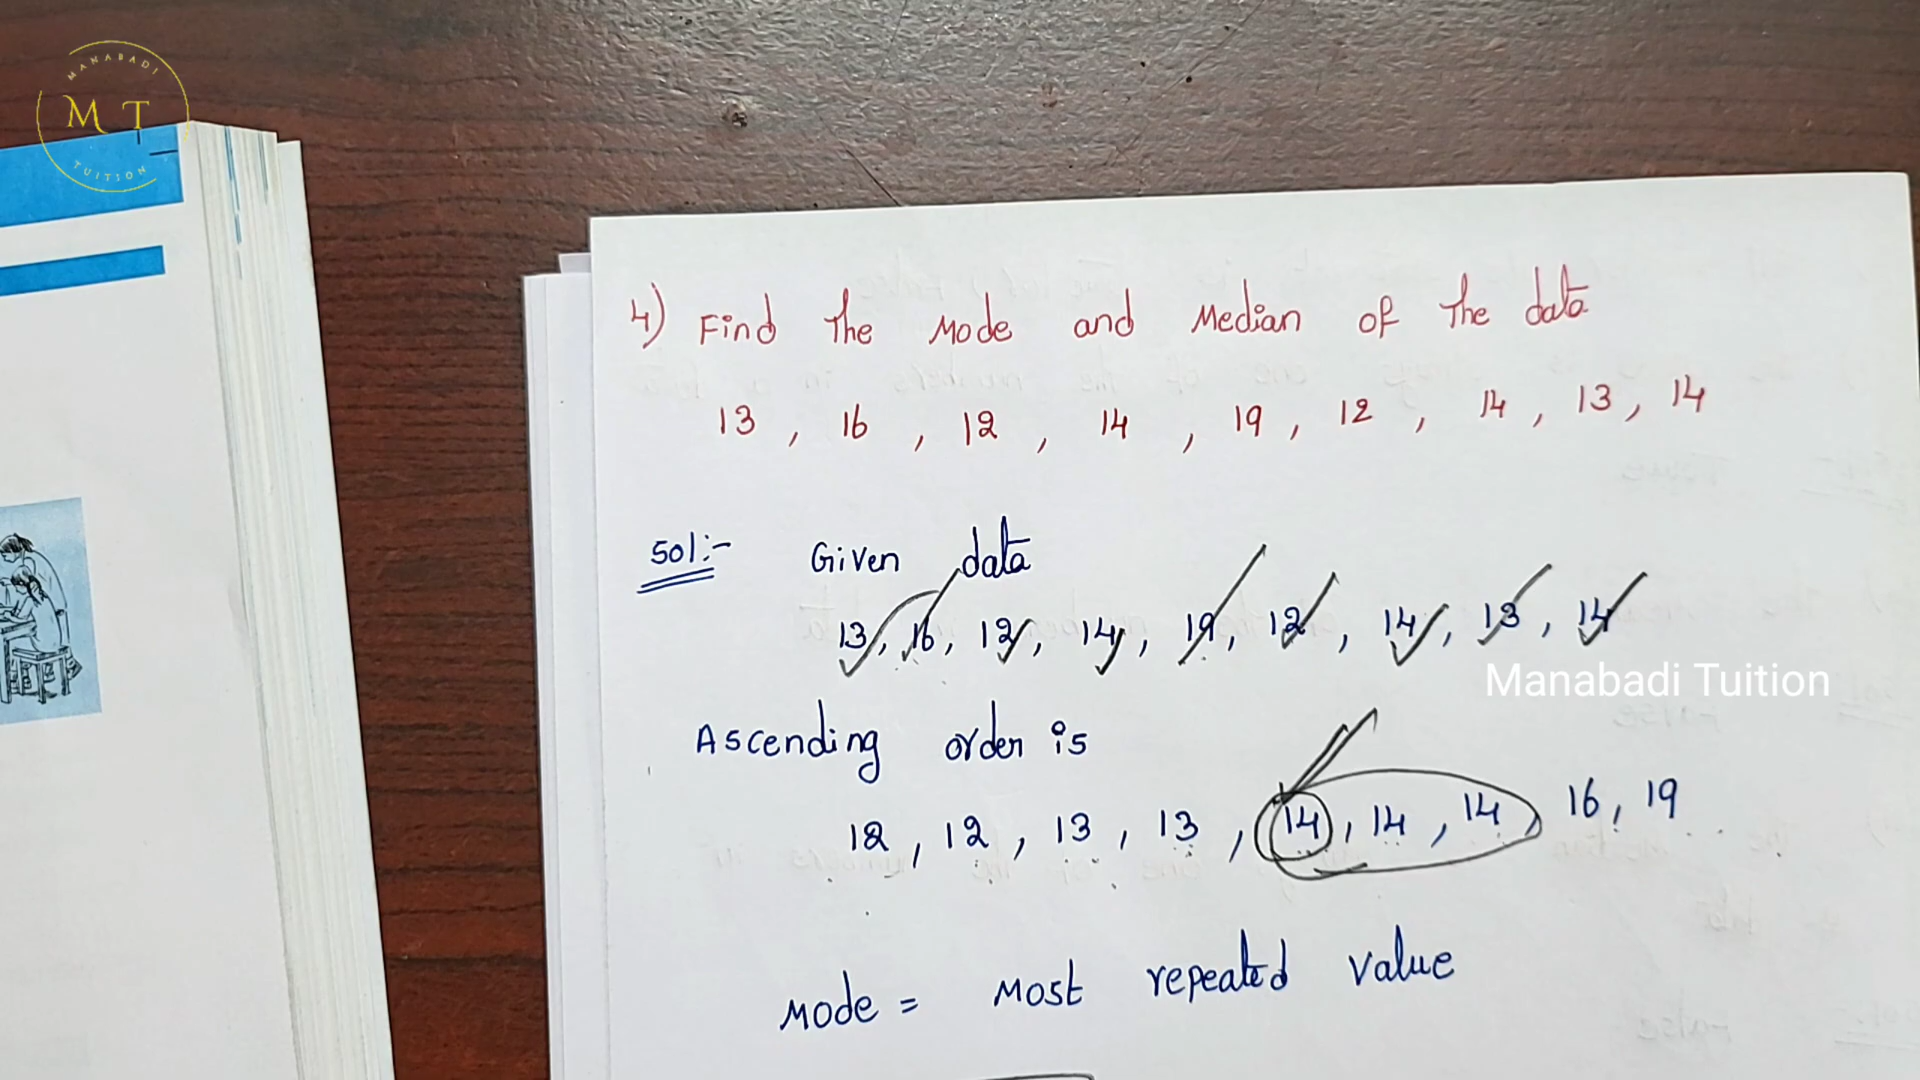 MANABADI
M T
TUITION
4) Find the Mode and Median of the data
13, 16, 12, 14, 19, 12, 14, 13, 14
Sol:- Given data
13, 16, 12, 14, 19, 12, 14, 13, 14
Manabadi Tuition
Ascending order is
12, 12, 13, 13, 14, 14, 14, 16, 19
Mode = Most repeated value